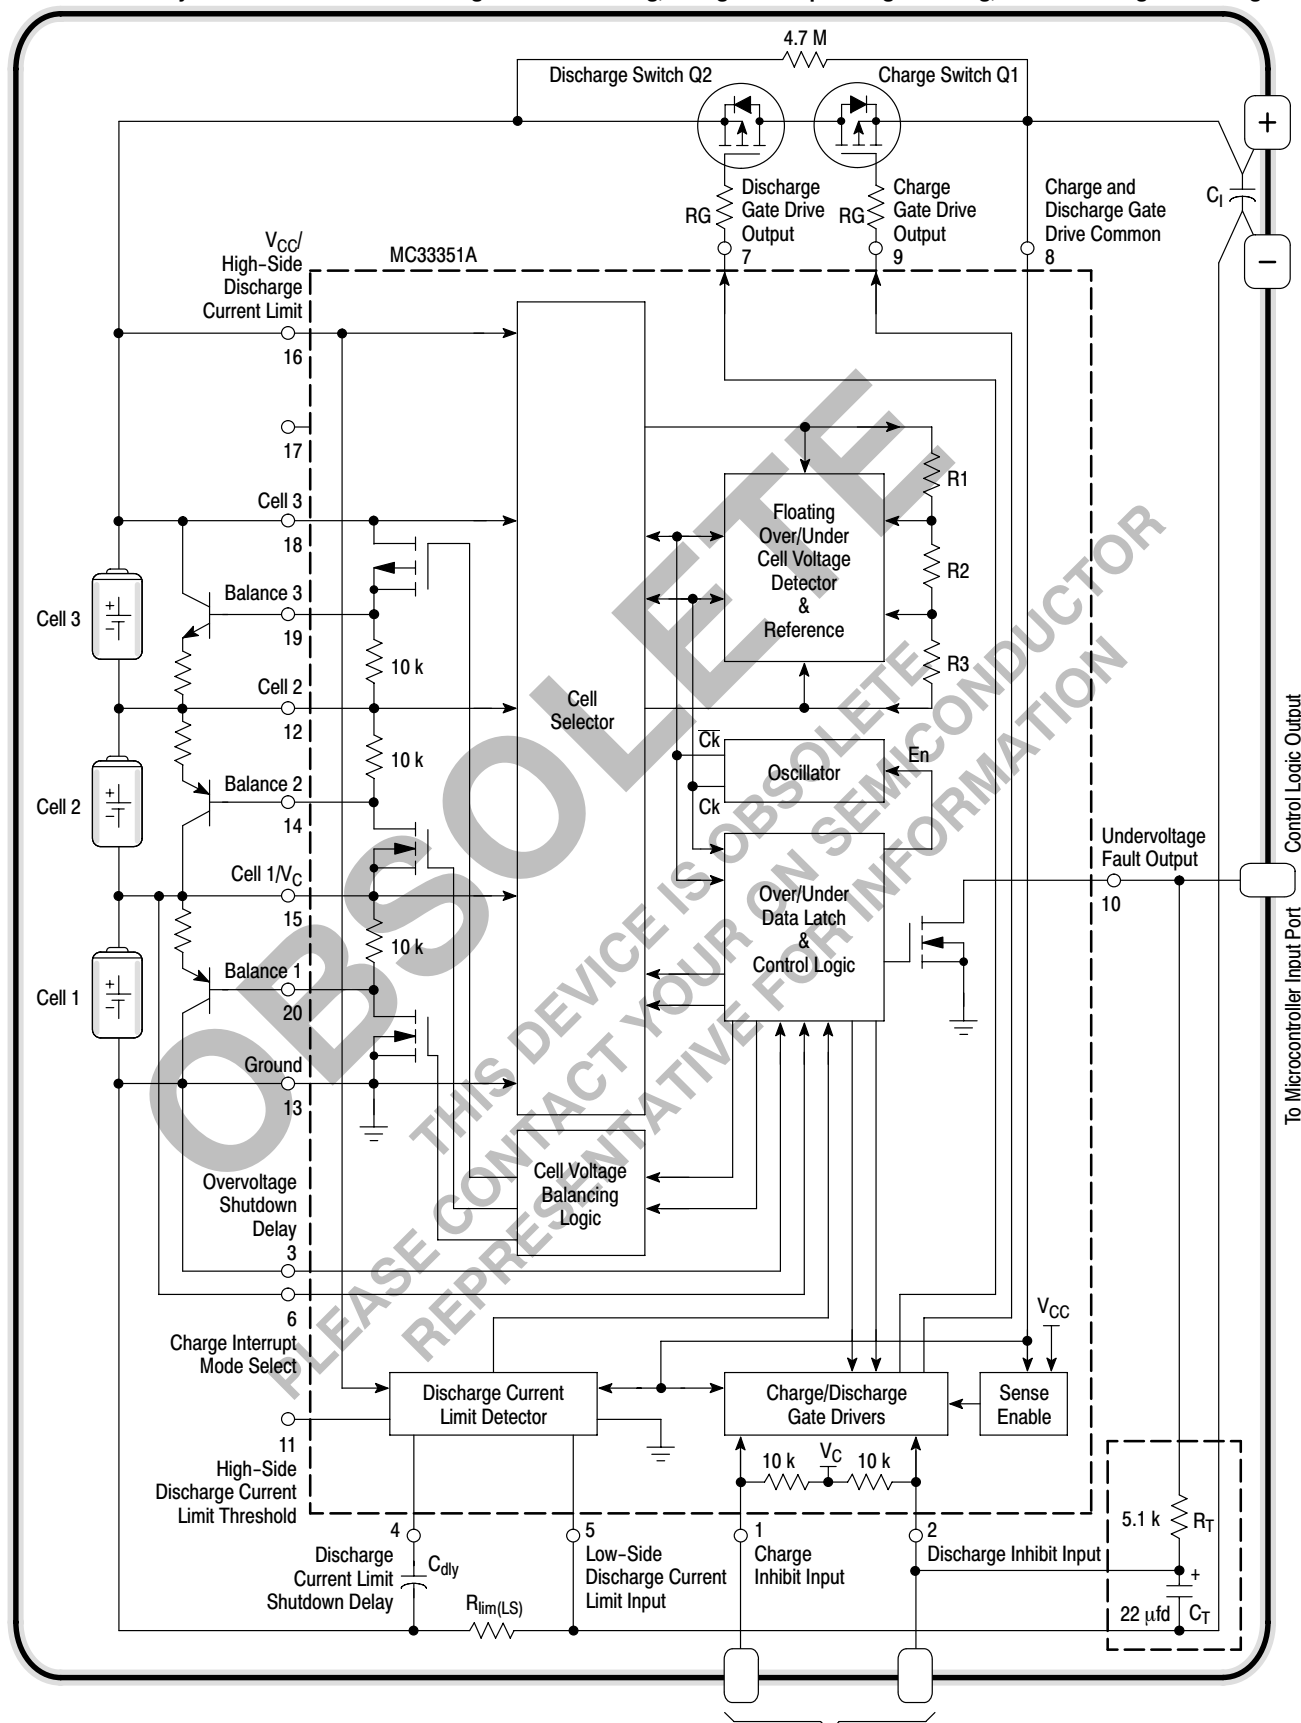 4.7 M
Discharge Switch Q2
Charge Switch Q1
+
−
C_I
RG
Discharge
Gate Drive
Output
7
RG
Charge
Gate Drive
Output
9
Charge and
Discharge Gate
Drive Common
8
V_CC/
High-Side
Discharge
Current Limit
16
MC33351A
17
Cell 3
18
Balance 3
19
Cell 3
+
−
10 k
Cell 2
12
10 k
Balance 2
14
Cell 2
+
−
Cell 1/V_C
15
10 k
Balance 1
20
Cell 1
+
−
Ground
13
Cell
Selector
Floating
Over/Under
Cell Voltage
Detector
&
Reference
R1
R2
R3
Ck
Oscillator
En
Ck
Over/Under
Data Latch
&
Control Logic
Undervoltage
Fault Output
10
To Microcontroller Input Port
Control Logic Output
Cell Voltage
Balancing
Logic
Overvoltage
Shutdown
Delay
3
6
Charge Interrupt
Mode Select
11
High-Side
Discharge Current
Limit Threshold
Discharge Current
Limit Detector
Charge/Discharge
Gate Drivers
V_CC
Sense
Enable
10 k
V_C
10 k
4
Discharge
Current Limit
Shutdown Delay
C_dly
R_lim(LS)
5
Low-Side
Discharge Current
Limit Input
1
Charge
Inhibit Input
2
Discharge Inhibit Input
5.1 k
R_T
+
22 μfd
C_T
OBSOLETE
THIS DEVICE IS OBSOLETE
PLEASE CONTACT YOUR ON SEMICONDUCTOR
REPRESENTATIVE FOR INFORMATION